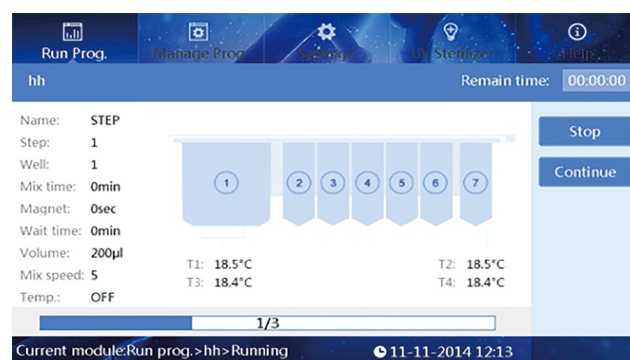 Run Prog. Manage Prog. Settings UV Sterilizer Help
hh Remain time: 00:00:00
Name: STEP
Step: 1
Well: 1
Mix time: 0min
Magnet: 0sec
Wait time: 0min
Volume: 200μl
Mix speed: 5
Temp.: OFF
1 2 3 4 5 6 7
T1: 18.5°C T2: 18.5°C
T3: 18.4°C T4: 18.4°C
Stop
Continue
1/3
Current module:Run prog.>hh>Running 11-11-2014 12:13